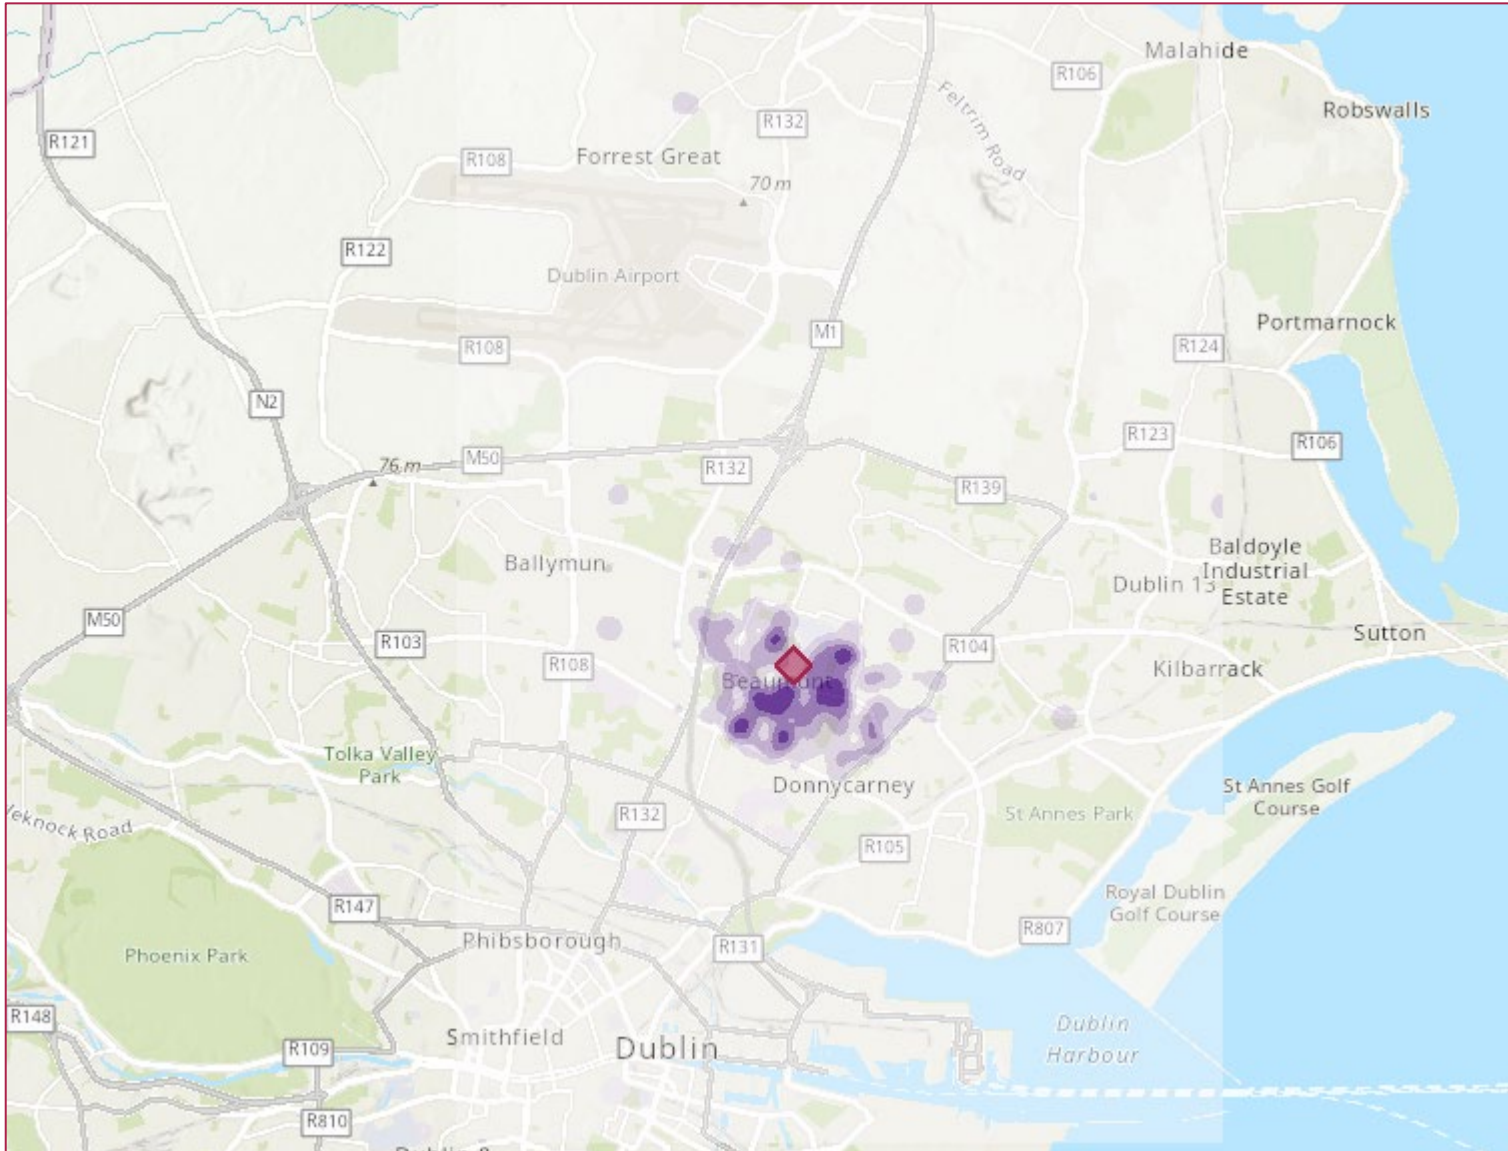 Malahide
R106
Robswalls
Feltrim Road
R132
R121
R108
Forrest Great
70 m
R122
Dublin Airport
M1
Portmarnock
R108
R124
N2
R123
R106
M50
76 m
R132
R139
Ballymun
Baldoyle
Industrial
Estate
Dublin 13
M50
R103
R108
R104
Sutton
Kilbarrack
Beaumont
Tolka Valley
Park
Donnycarney
St Annes Golf
Course
St Annes Park
R132
R105
R147
Royal Dublin
Golf Course
R807
Phibsborough
R131
Phoenix Park
R148
Smithfield
Dublin
Dublin
Harbour
R109
R810
Road